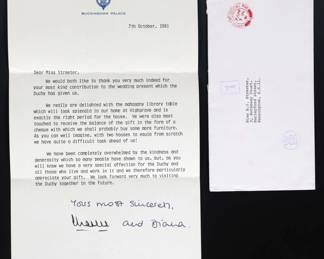 BUCKINGHAM PALACE
7th October, 1981
Dear Miss Streeter,
We would both like to thank you very much indeed for
your most kind contribution to the wedding present which the
Duchy has given us.
We really are delighted with the mahogany library table
which will look splendid in our home at Highgrove and is
exactly the right period for the house. We were also most
touched to receive the balance of the gift in the form of a
cheque with which we shall probably buy some more furniture.
As you can well imagine, with two houses to equip from scratch
we have quite a difficult task ahead of us!
We have been completely overwhelmed by the kindness and
generosity which so many people have shown to us. But, as you
will know we have a very special affection for the Duchy and
all those who live and work in it and we therefore particularly
appreciate your gift. We look forward very much to visiting
the Duchy together in the future.
Yours most sincerely,
Charles and Diana.
Miss M.J. Streeter,
Kennington, S.E.11.